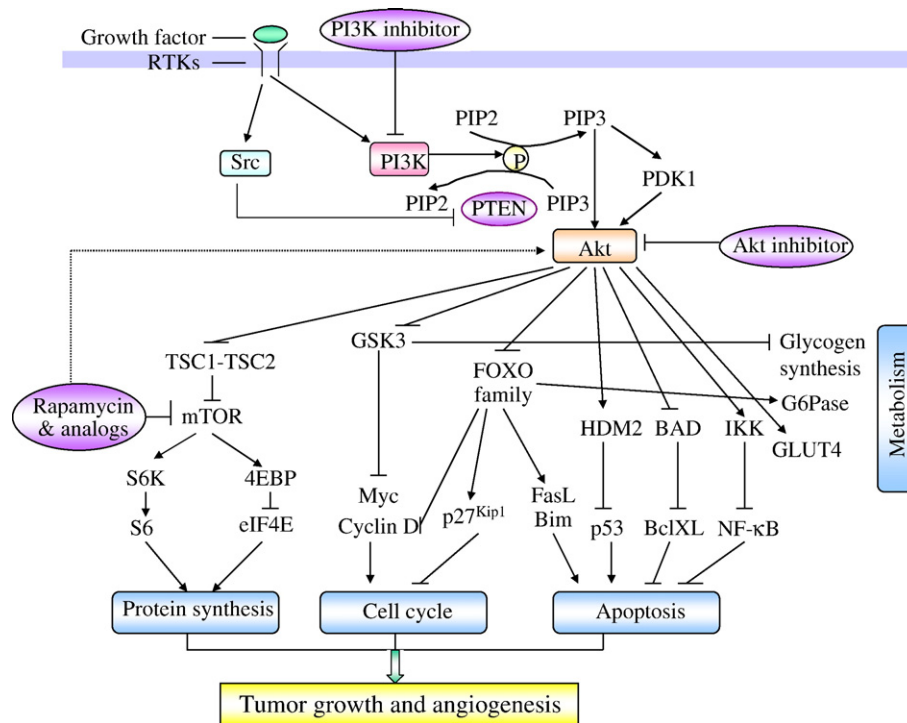 Growth factor
PI3K inhibitor
RTKs
PIP2
PIP3
Src
PI3K
P
PDK1
PIP2
PTEN
PIP3
Akt
Akt inhibitor
TSC1-TSC2
GSK3
FOXO
family
Glycogen
synthesis
Metabolism
Rapamycin
& analogs
mTOR
G6Pase
HDM2
BAD
IKK
GLUT4
S6K
4EBP
Myc
Cyclin D
p27Kip1
FasL
Bim
S6
eIF4E
p53
BclXL
NF-κB
Protein synthesis
Cell cycle
Apoptosis
Tumor growth and angiogenesis